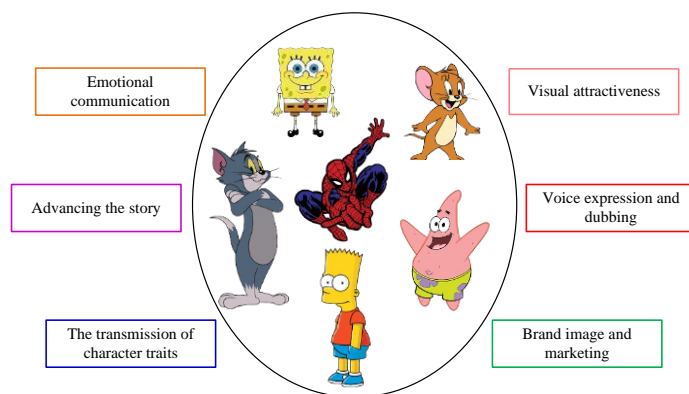 Emotional
communication
Visual attractiveness
Advancing the story
Voice expression and
dubbing
The transmission of
character traits
Brand image and
marketing